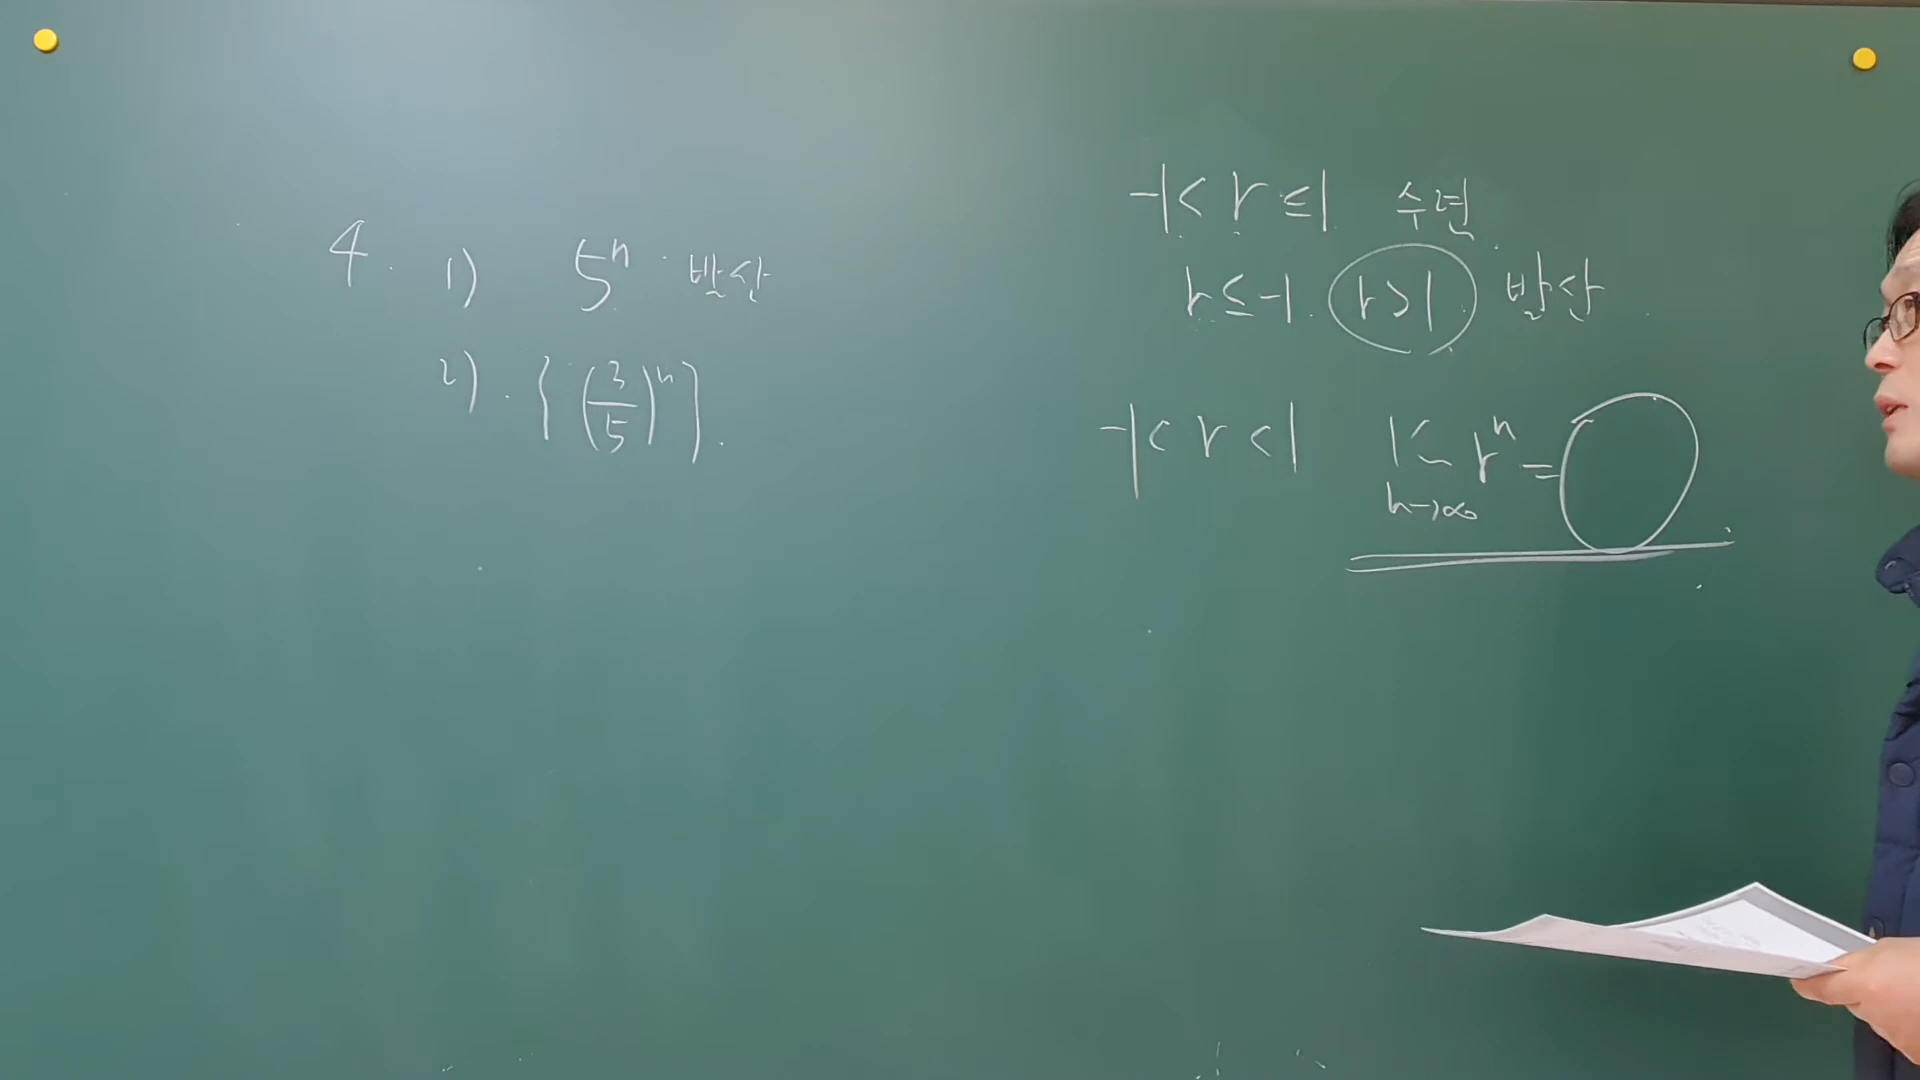 4. 1) 5ⁿ 발산
2) {(3/5)ⁿ}
-1< r ≤1 수렴
r≤-1. r>1. 발산
-1< r <1 lim n→∞ rⁿ = 0